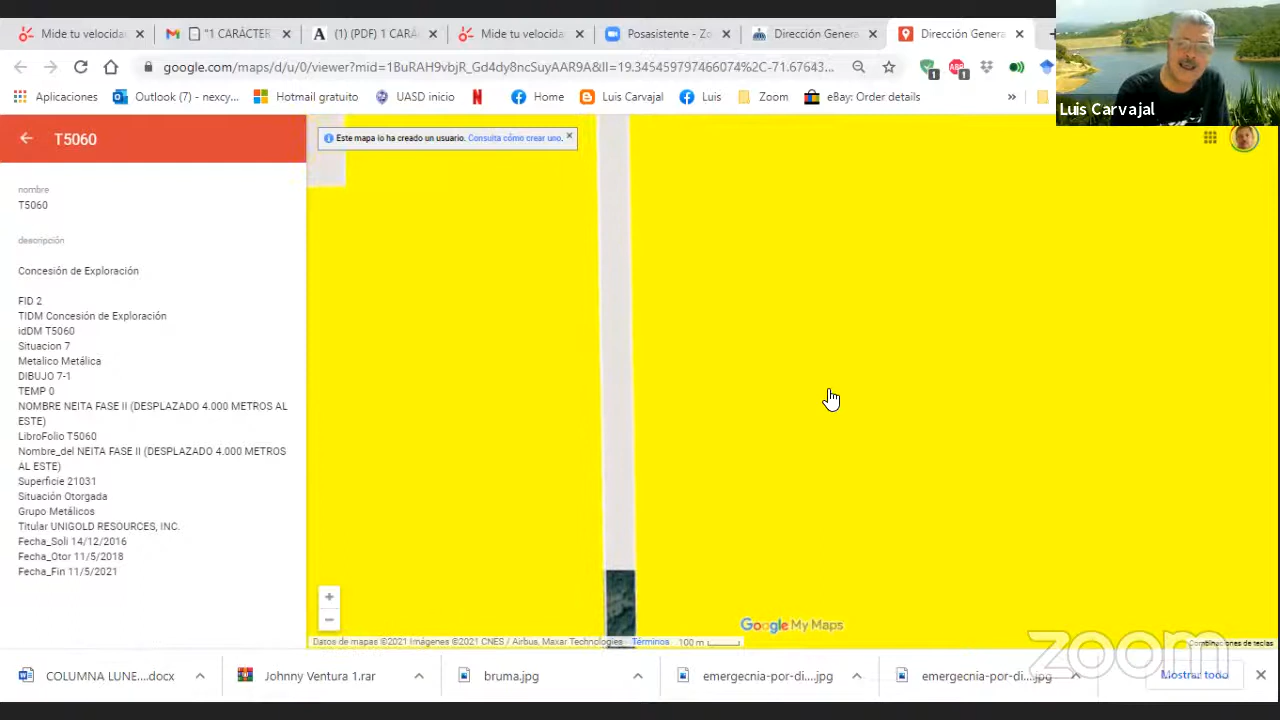 Mide tu velocida
"1 CARÁCTER
(1) (PDF) 1 CARÁ
Mide tu velocida
Posasistente - Zo
Dirección Genera
Dirección Genera
google.com/maps/d/u/0/viewer?mid=1BuRAH9vbjR_Gd4dy8ncSuvAAR9A&ll=19.345459797466074%2C-71.67643...
Aplicaciones
Outlook (7) - nexcy...
Hotmail gratuito
UASD inicio
Home
Luis Carvajal
Luis
Zoom
eBay: Order details
»
Luis Carvajal
T5060
Este mapa lo ha creado un usuario. Consulta cómo crear uno.
nombre
T5060
descripción
Concesión de Exploración
FID 2
TIDM Concesión de Exploración
idDM T5060
Situacion 7
Metalico Metálica
DIBUJO 7-1
TEMP 0
NOMBRE NEITA FASE II (DESPLAZADO 4.000 METROS AL
ESTE)
LibroFolio T5060
Nombre_del NEITA FASE II (DESPLAZADO 4.000 METROS
AL ESTE)
Superficie 21031
Situación Otorgada
Grupo Metálicos
Titular UNIGOLD RESOURCES, INC.
Fecha_Soli 14/12/2016
Fecha_Otor 11/5/2018
Fecha_Fin 11/5/2021
Google My Maps
Datos de mapas ©2021 Imágenes ©2021 CNES / Airbus, Maxar Technologies
Términos
100 m
Combinaciones de teclas
zoom
COLUMNA LUNE....docx
Johnny Ventura 1.rar
bruma.jpg
emergecnia-por-di....jpg
emergecnia-por-di....jpg
Mostrar todo